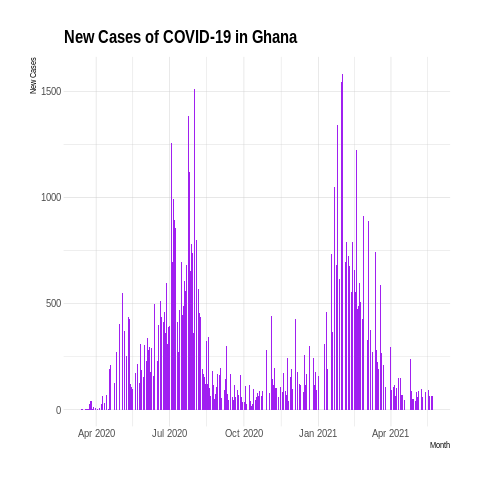 New Cases of COVID-19 in Ghana
New Cases
1500
1000
500
0
Apr 2020 Jul 2020 Oct 2020 Jan 2021 Apr 2021
Month